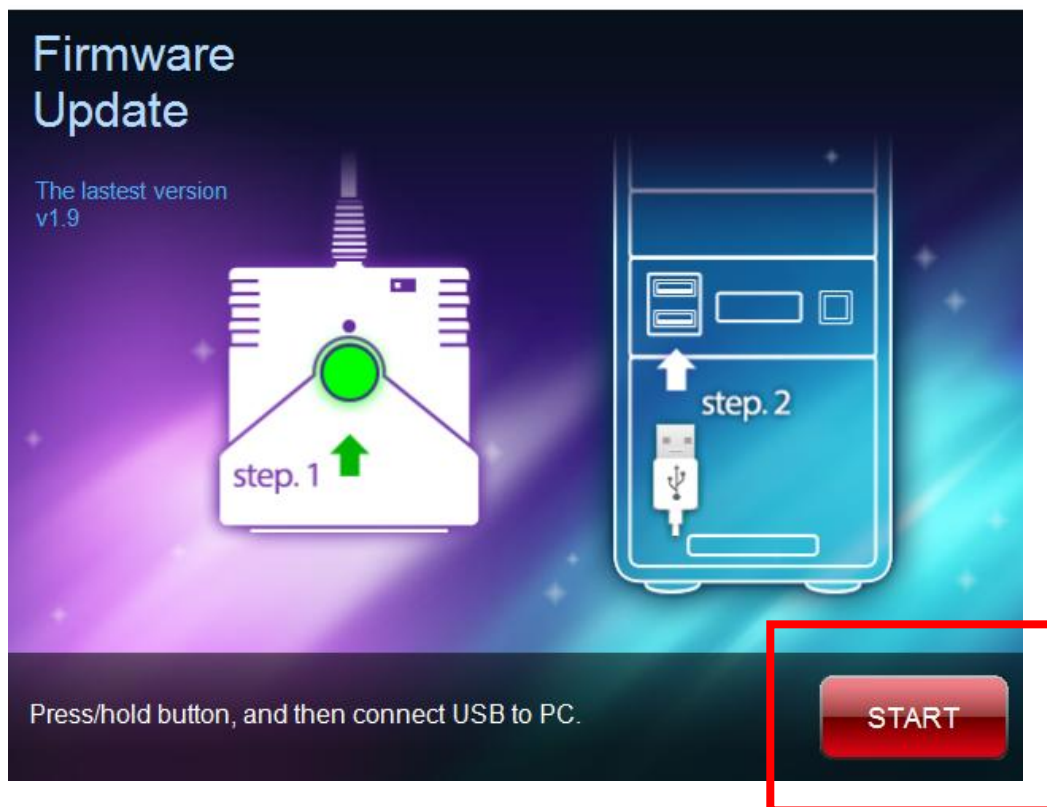 Firmware
Update
The lastest version
v1.9
step. 1
step. 2
Press/hold button, and then connect USB to PC.
START